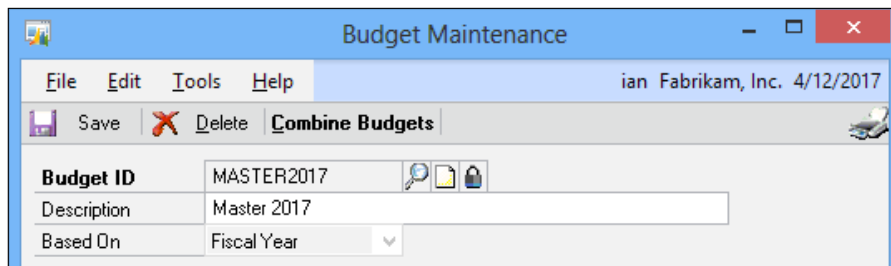 Budget Maintenance
File Edit Tools Help ian Fabrikam, Inc. 4/12/2017
Save Delete Combine Budgets
Budget ID MASTER2017
Description Master 2017
Based On Fiscal Year